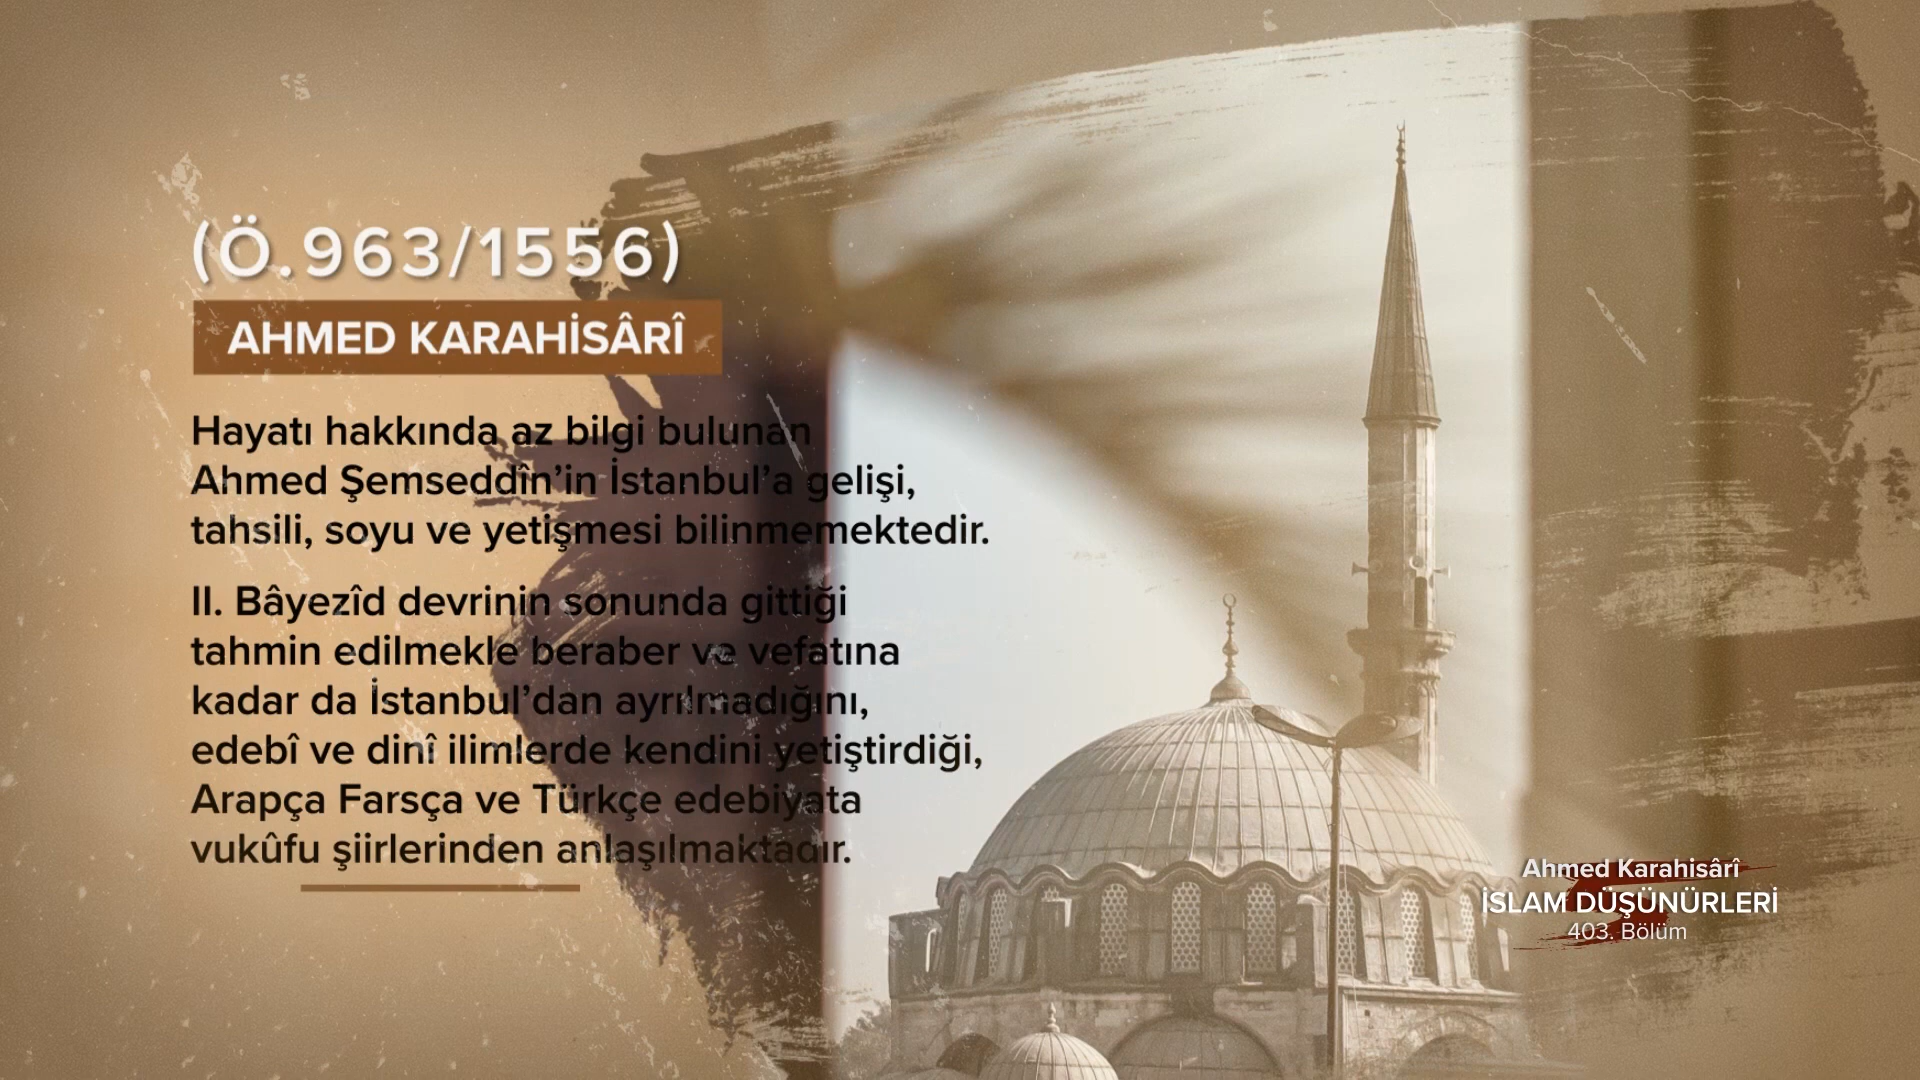 (Ö.963/1556)
AHMED KARAHİSÂRÎ
Hayatı hakkında az bilgi bulunan
Ahmed Şemseddîn’in İstanbul’a gelişi,
tahsili, soyu ve yetişmesi bilinmemektedir.
II. Bâyezîd devrinin sonunda gittiği
tahmin edilmekle beraber ve vefatına
kadar da İstanbul’dan ayrılmadığını,
edebî ve dinî ilimlerde kendini yetiştirdiği,
Arapça Farsça ve Türkçe edebiyata
vukûfu şiirlerinden anlaşılmaktadır.
Ahmed Karahisârî
İSLAM DÜŞÜNÜRLERİ
403. Bölüm